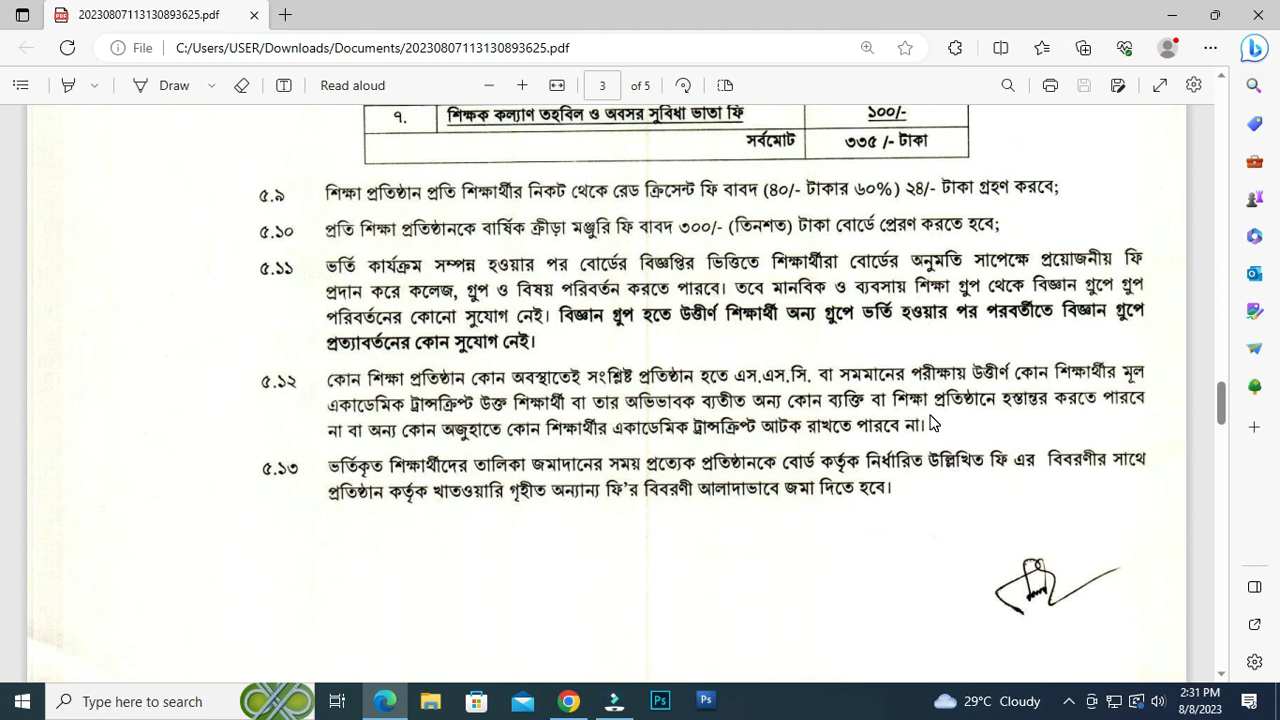 20230807113130893625.pdf
File C:/Users/USER/Downloads/Documents/20230807113130893625.pdf
Draw Read aloud 3 of 5
৭. শিক্ষক কল্যাণ তহবিল ও অবসর সুবিধা ভাতা ফি ১০০/-
সর্বমোট ৩৩৫ /- টাকা
৫.৯ শিক্ষা প্রতিষ্ঠান প্রতি শিক্ষার্থীর নিকট থেকে রেড ক্রিসেন্ট ফি বাবদ (৪০/- টাকার ৬০%) ২৪/- টাকা গ্রহণ করবে;
৫.১০ প্রতি শিক্ষা প্রতিষ্ঠানকে বার্ষিক ক্রীড়া মঞ্জুরি ফি বাবদ ৩০০/- (তিনশত) টাকা বোর্ডে প্রেরণ করতে হবে;
৫.১১ ভর্তি কার্যক্রম সম্পন্ন হওয়ার পর বোর্ডের বিজ্ঞপ্তির ভিত্তিতে শিক্ষার্থীরা বোর্ডের অনুমতি সাপেক্ষে প্রয়োজনীয় ফি
প্রদান করে কলেজ, গ্রুপ ও বিষয় পরিবর্তন করতে পারবে। তবে মানবিক ও ব্যবসায় শিক্ষা গ্রুপ থেকে বিজ্ঞান গ্রুপে গ্রুপ
পরিবর্তনের কোনো সুযোগ নেই। বিজ্ঞান গ্রুপ হতে উত্তীর্ণ শিক্ষার্থী অন্য গ্রুপে ভর্তি হওয়ার পর পরবর্তীতে বিজ্ঞান গ্রুপে
প্রত্যাবর্তনের কোন সুযোগ নেই।
৫.১২ কোন শিক্ষা প্রতিষ্ঠান কোন অবস্থাতেই সংশ্লিষ্ট প্রতিষ্ঠান হতে এস.এস.সি. বা সমমানের পরীক্ষায় উত্তীর্ণ কোন শিক্ষার্থীর মূল
একাডেমিক ট্রান্সক্রিপ্ট উক্ত শিক্ষার্থী বা তার অভিভাবক ব্যতীত অন্য কোন ব্যক্তি বা শিক্ষা প্রতিষ্ঠানে হস্তান্তর করতে পারবে
না বা অন্য কোন অজুহাতে কোন শিক্ষার্থীর একাডেমিক ট্রান্সক্রিপ্ট আটক রাখতে পারবে না।
৫.১৩ ভর্তিকৃত শিক্ষার্থীদের তালিকা জমাদানের সময় প্রত্যেক প্রতিষ্ঠানকে বোর্ড কর্তৃক নির্ধারিত উল্লিখিত ফি এর বিবরণীর সাথে
প্রতিষ্ঠান কর্তৃক খাতওয়ারি গৃহীত অন্যান্য ফি'র বিবরণী আলাদাভাবে জমা দিতে হবে।
Type here to search Ps Ps 29°C Cloudy 2:31 PM
8/8/2023